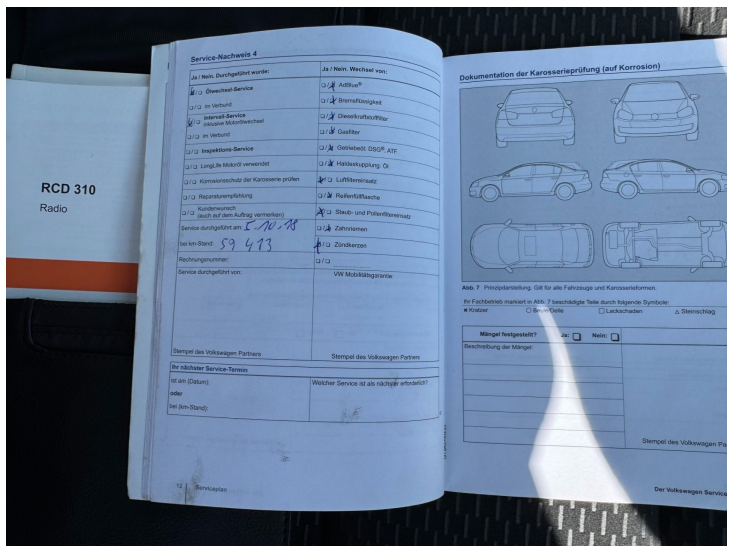 RCD 310
Radio
Service-Nachweis 4
Ja / Nein. Durchgeführt wurde:
Ölwechsel-Service
im Verbund
Intervall-Service
inklusive Motorölwechsel
im Verbund
Inspektions-Service
LongLife Motoröl verwendet
Korrosionsschutz der Karosserie prüfen
Reparaturempfehlung
Kundenwunsch
(auch auf dem Auftrag vermerken)
Service durchgeführt am: 5.10.18
bei km-Stand: 59 413
Rechnungsnummer:
Service durchgeführt von:
Stempel des Volkswagen Partners
Ja / Nein. Wechsel von:
AdBlue®
Bremsflüssigkeit
Dieselkraftstofffilter
Gasfilter
Getriebeöl: DSG®, ATF
Haldexkupplung: Öl
Luftfiltereinsatz
Reifenfüllflasche
Staub- und Pollenfiltereinsatz
Zahnriemen
Zündkerzen
VW Mobilitätsgarantie:
Stempel des Volkswagen Partners
Ihr nächster Service-Termin
ist am (Datum):
oder
bei (km-Stand):
Welcher Service ist als nächster erforderlich?
12 Serviceplan
Dokumentation der Karosserieprüfung (auf Korrosion)
Abb. 7 Prinzipdarstellung. Gilt für alle Fahrzeuge und Karosserieformen.
Ihr Fachbetrieb markiert in Abb. 7 beschädigte Teile durch folgende Symbole:
Kratzer Beule/Delle Lackschaden Steinschlag
Mängel festgestellt? Ja: Nein:
Beschreibung der Mängel:
Stempel des Volkswagen Pa
Der Volkswagen Service